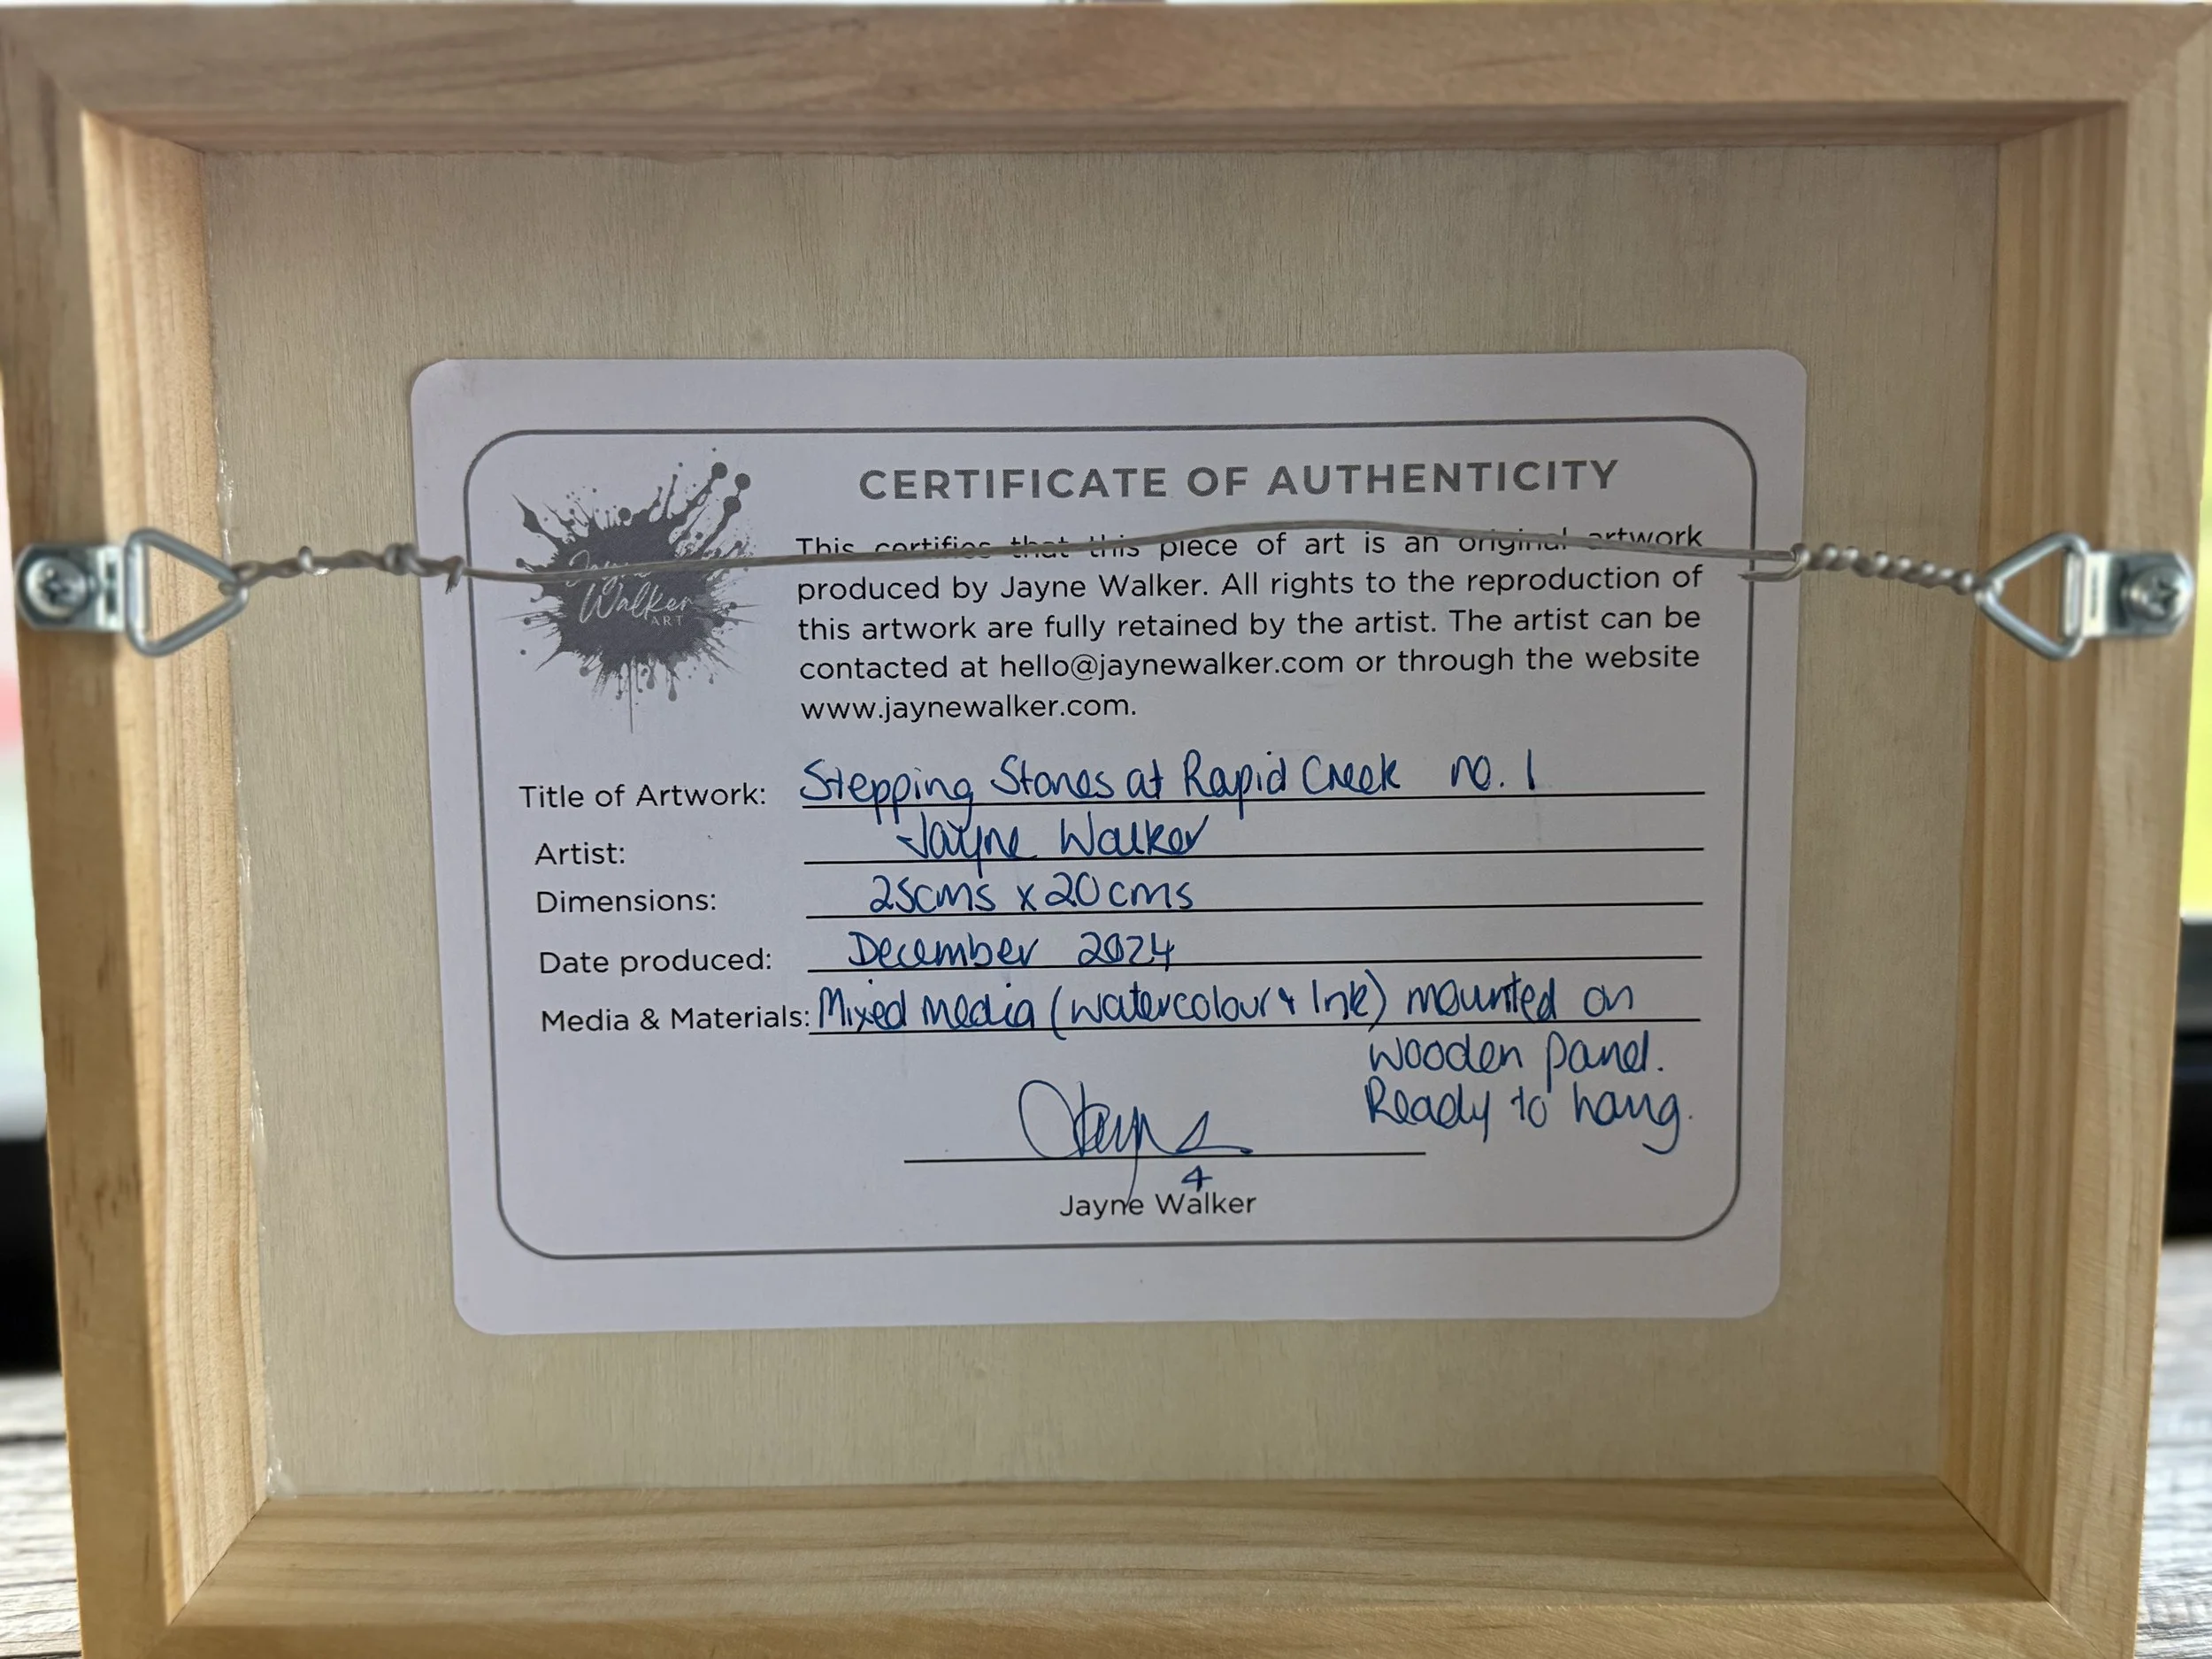 CERTIFICATE OF AUTHENTICITY
Jayne
Walker
ART
This certifies that this piece of art is an original artwork
produced by Jayne Walker. All rights to the reproduction of
this artwork are fully retained by the artist. The artist can be
contacted at hello@jaynewalker.com or through the website
www.jaynewalker.com.
Title of Artwork: Stepping Stones at Rapid Creek no. 1
Artist: Jayne Walker
Dimensions: 25cms x 20cms
Date produced: December 2024
Media & Materials: Mixed Media (Watercolour & Ink) mounted on
wooden panel.
Ready to hang.
Jayne
Jayne Walker